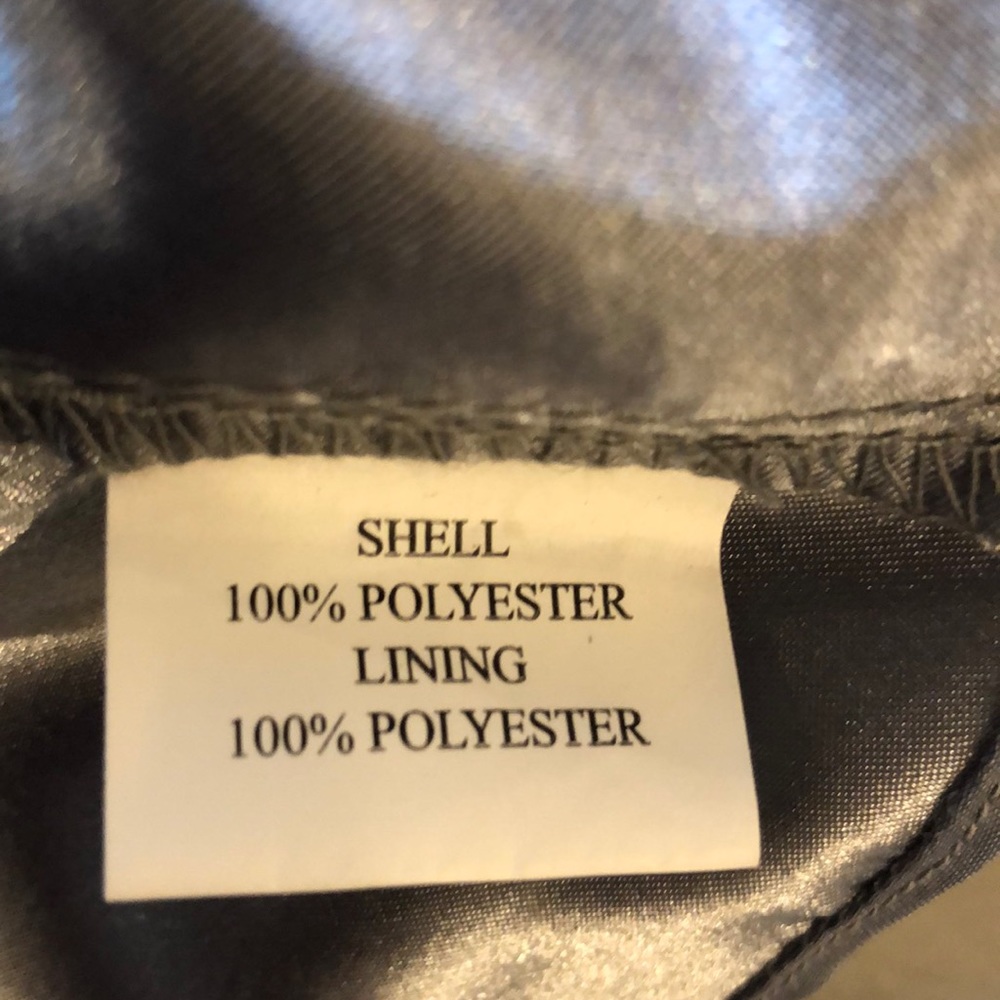 SHELL
100% POLYESTER
LINING
100% POLYESTER